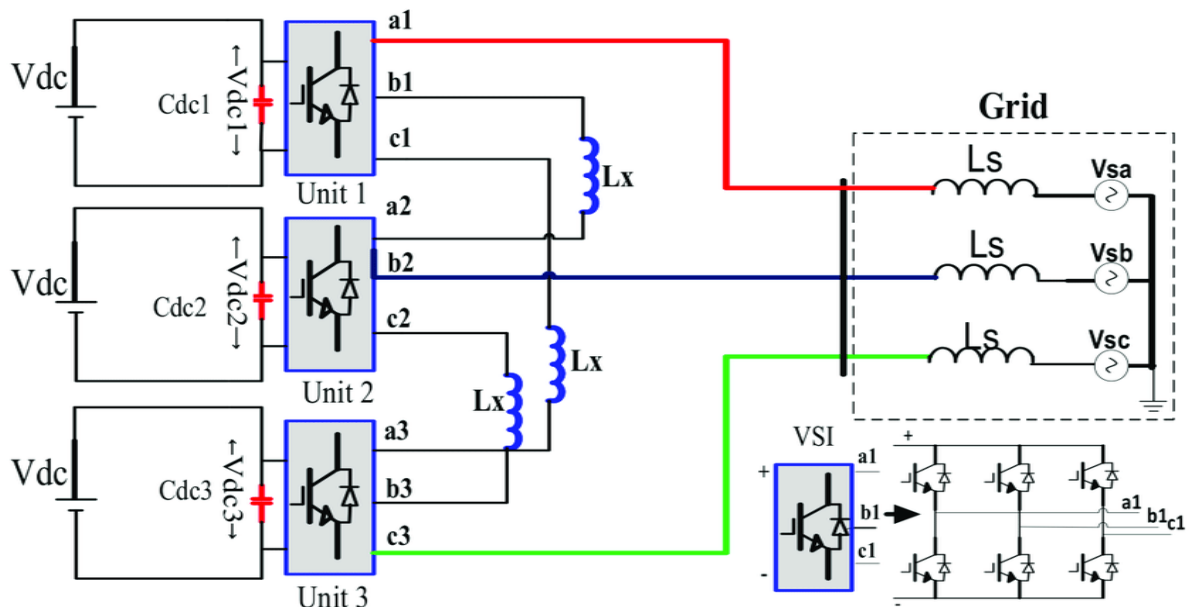 Vdc
Cdc1
←Vdc1→
Unit 1
a1
b1
c1
Lx
Vdc
Cdc2
←Vdc2→
Unit 2
a2
b2
c2
Lx
Lx
Vdc
Cdc3
←Vdc3→
Unit 3
a3
b3
c3
Grid
Ls
Vsa
Ls
Vsb
Ls
Vsc
VSI
+
-
a1
b1
c1
+
-
a1
b1
c1